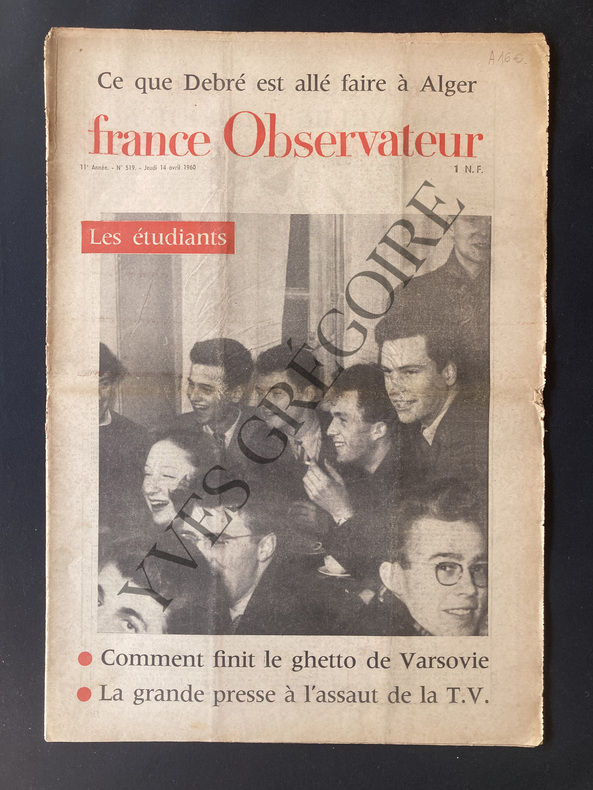 A 16 €.
Ce que Debré est allé faire à Alger
france Observateur
11e Année. - N° 519. - Jeudi 14 avril 1960
1 N.F.
Les étudiants
YVES GRÉGOIRE
● Comment finit le ghetto de Varsovie
● La grande presse à l'assaut de la T.V.